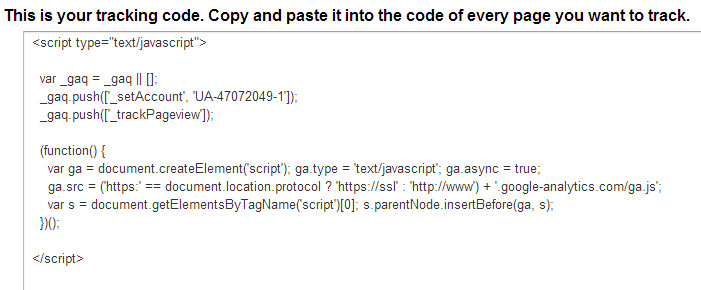 This is your tracking code. Copy and paste it into the code of every page you want to track.
<script type="text/javascript">
var _gaq = _gaq || [];
_gaq.push(['_setAccount', 'UA-47072049-1']);
_gaq.push(['_trackPageview']);
(function() {
var ga = document.createElement('script'); ga.type = 'text/javascript'; ga.async = true;
ga.src = ('https:' == document.location.protocol ? 'https://ssl' : 'http://www') + '.google-analytics.com/ga.js';
var s = document.getElementsByTagName('script')[0]; s.parentNode.insertBefore(ga, s);
})();
</script>